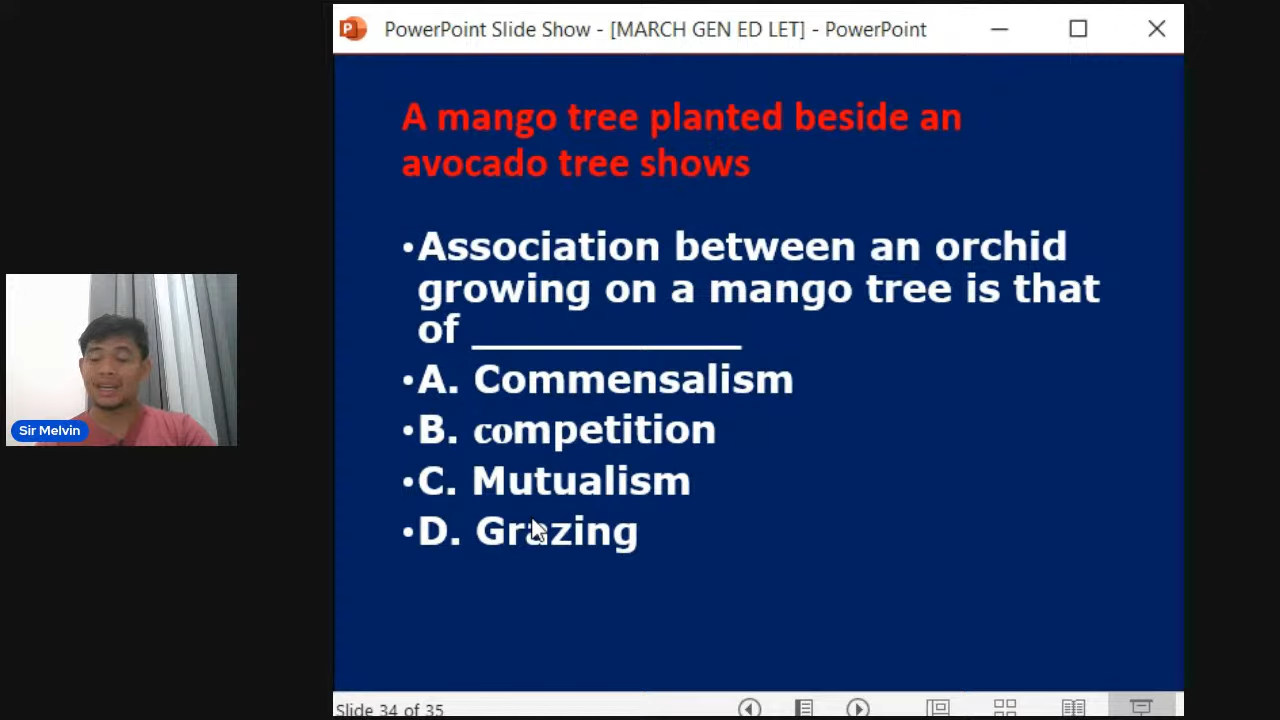 PowerPoint Slide Show - [MARCH GEN ED LET] - PowerPoint
A mango tree planted beside an
avocado tree shows
•Association between an orchid
growing on a mango tree is that
of _____________
•A. Commensalism
•B. competition
•C. Mutualism
•D. Grazing
Sir Melvin
Slide 34 of 35